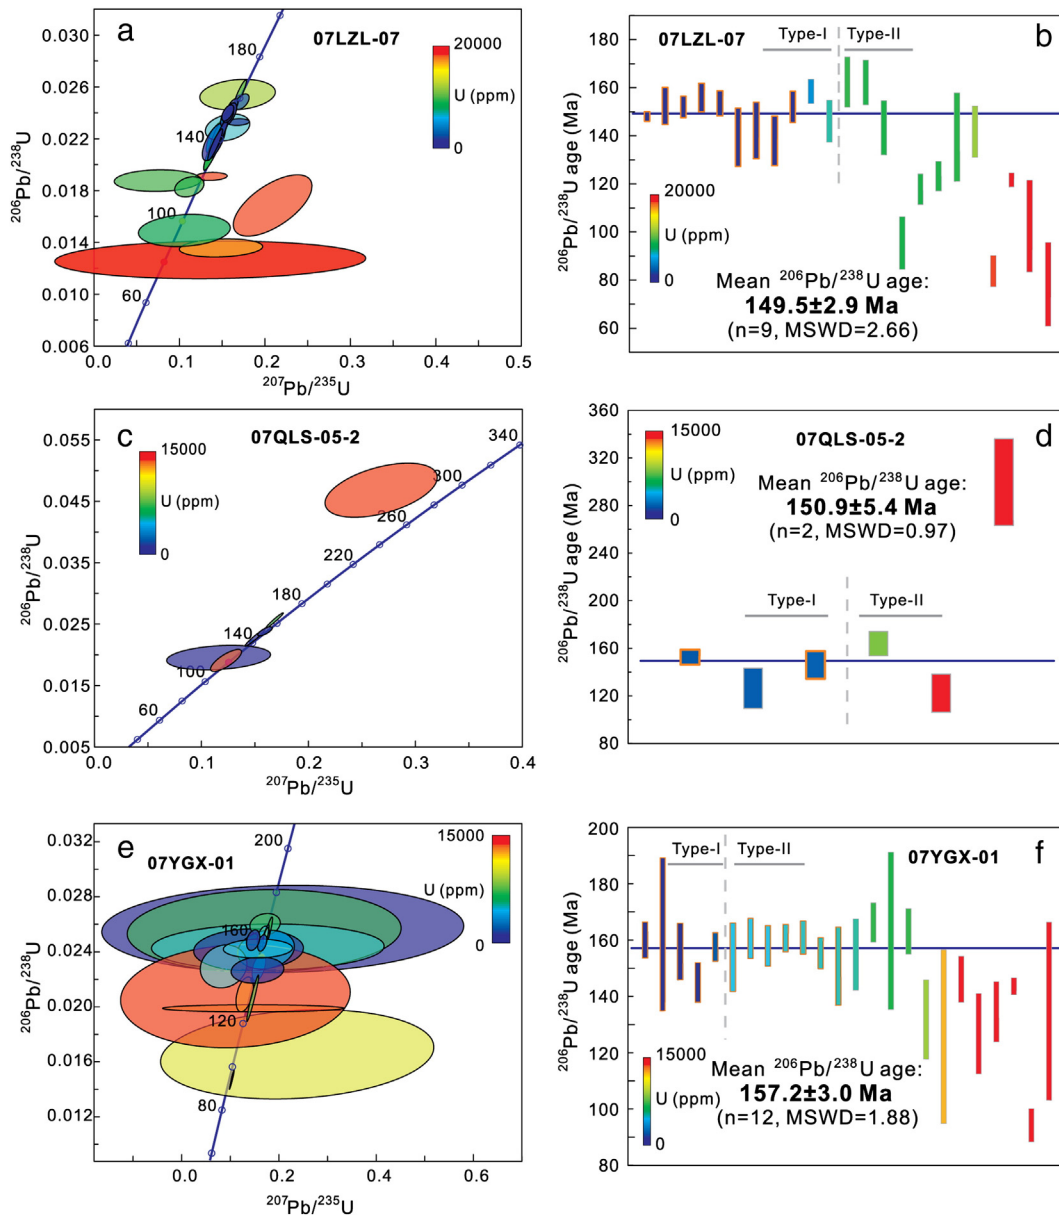 a
07LZL-07
20000
U (ppm)
0
0.030
0.026
0.022
0.018
0.014
0.010
0.006
180
140
100
60
0.0
0.1
0.2
0.3
0.4
0.5
206Pb/238U
207Pb/235U
b
07LZL-07
Type-I
Type-II
180
160
140
120
100
80
60
206Pb/238U age (Ma)
20000
U (ppm)
0
Mean 206Pb/238U age:
149.5±2.9 Ma
(n=9, MSWD=2.66)
c
07QLS-05-2
15000
U (ppm)
0
0.055
0.045
0.035
0.025
0.015
0.005
340
300
260
220
180
140
100
60
0.0
0.1
0.2
0.3
0.4
206Pb/238U
207Pb/235U
d
07QLS-05-2
15000
U (ppm)
0
Mean 206Pb/238U age:
150.9±5.4 Ma
(n=2, MSWD=0.97)
Type-I
Type-II
360
320
280
240
200
160
120
80
206Pb/238U age (Ma)
e
07YGX-01
15000
U (ppm)
0
0.032
0.028
0.024
0.020
0.016
0.012
200
160
120
80
0.0
0.2
0.4
0.6
206Pb/238U
207Pb/235U
f
07YGX-01
Type-I
Type-II
200
180
160
140
120
100
80
206Pb/238U age (Ma)
15000
U (ppm)
0
Mean 206Pb/238U age:
157.2±3.0 Ma
(n=12, MSWD=1.88)